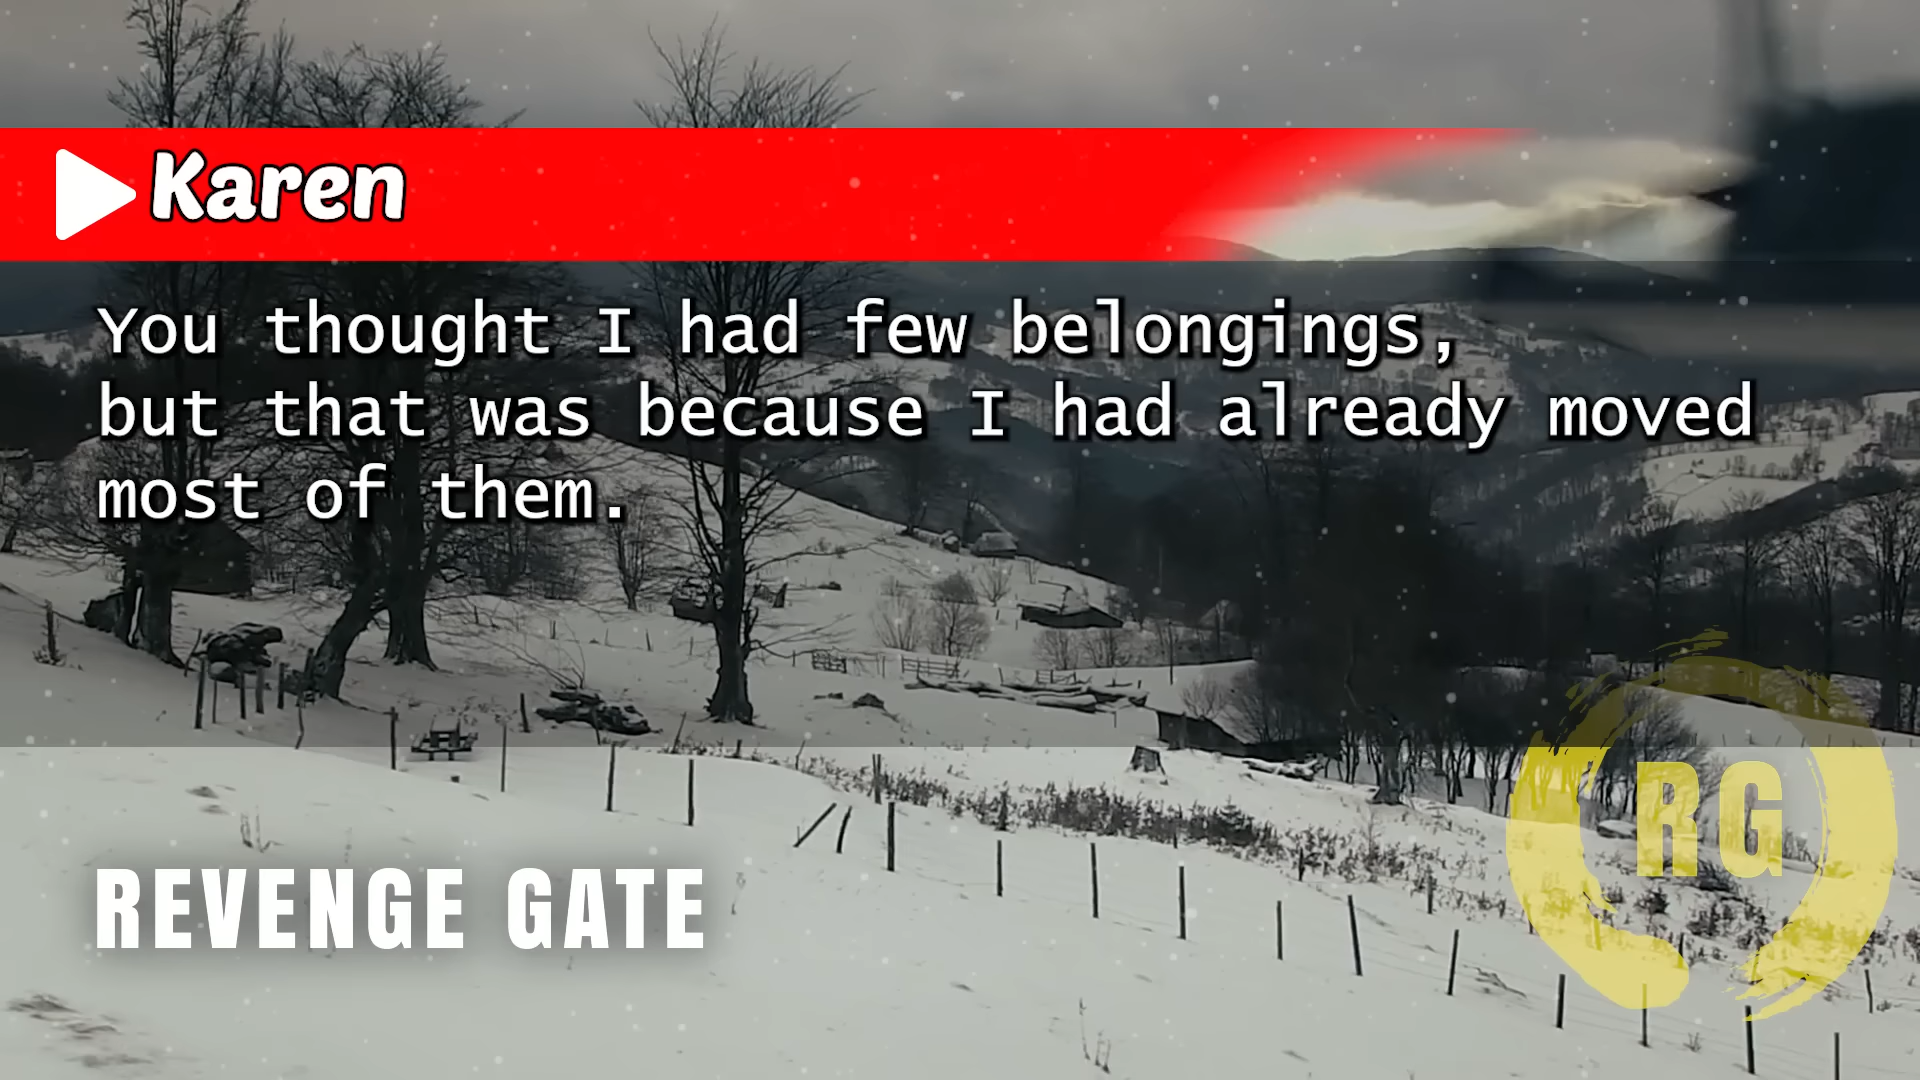 Karen
You thought I had few belongings,
but that was because I had already moved
most of them.
REVENGE GATE
RG